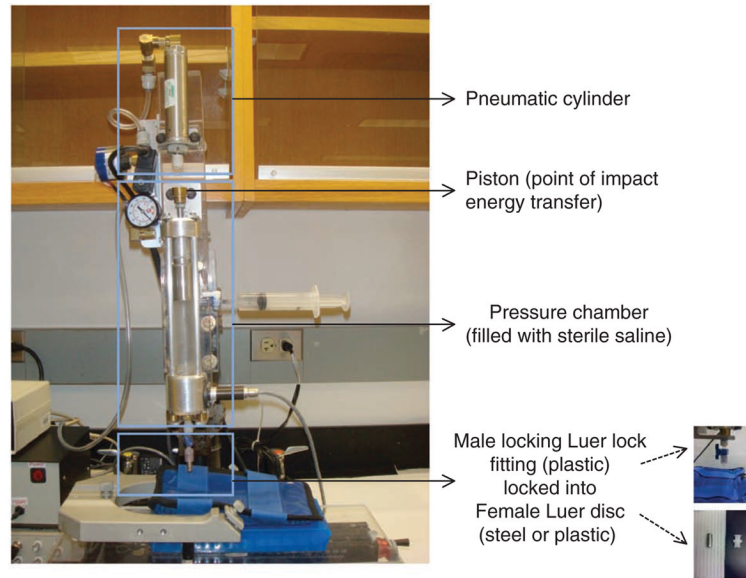 Pneumatic cylinder
Piston (point of impact
energy transfer)
Pressure chamber
(filled with sterile saline)
Male locking Luer lock
fitting (plastic)
locked into
Female Luer disc
(steel or plastic)
POWER